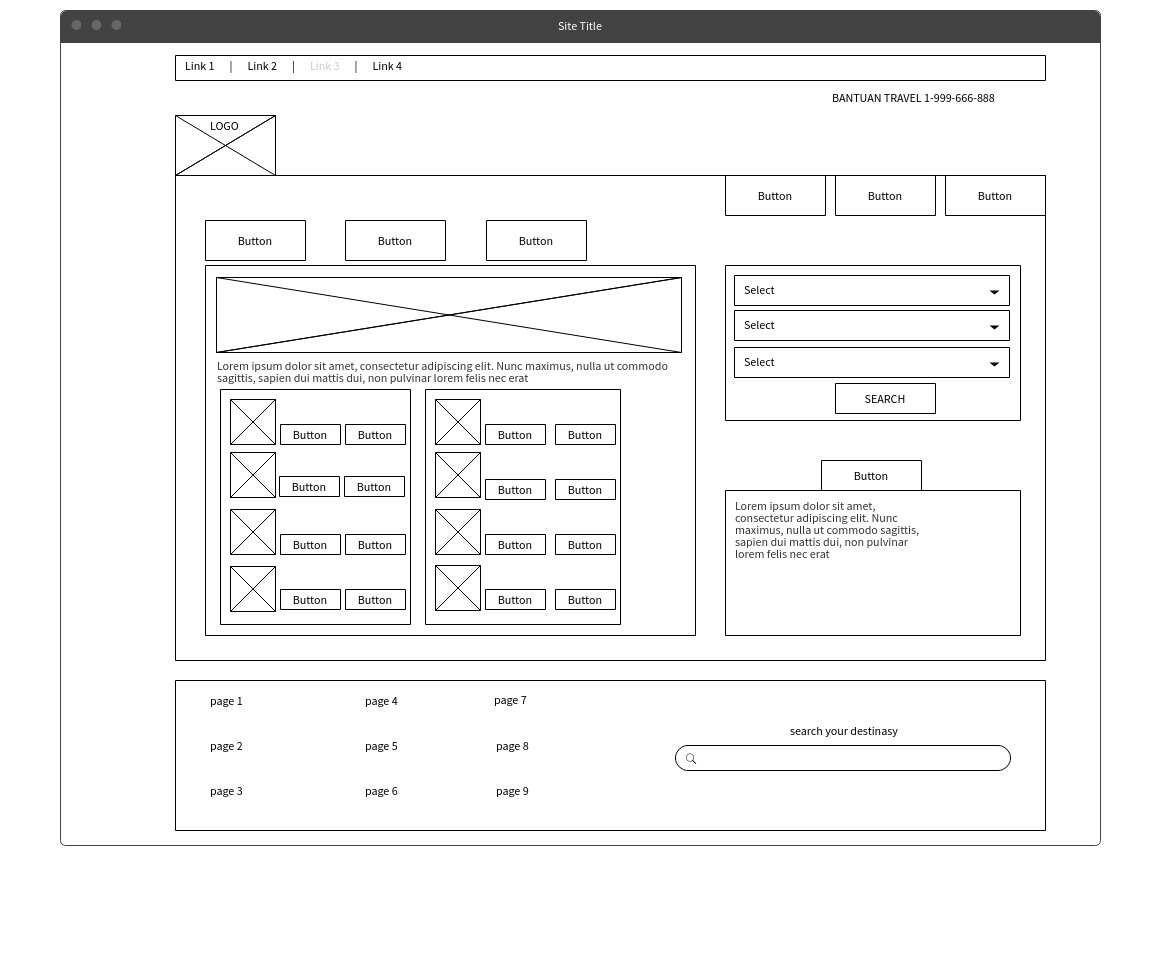 Site Title
Link 1 | Link 2 | Link 3 | Link 4
BANTUAN TRAVEL 1-999-666-888
LOGO
Button Button Button
Button Button Button
Lorem ipsum dolor sit amet, consectetur adipiscing elit. Nunc maximus, nulla ut commodo
sagittis, sapien dui mattis dui, non pulvinar lorem felis nec erat
Button Button
Button Button
Button Button
Button Button
Button Button
Button Button
Button Button
Button Button
Select
Select
Select
SEARCH
Button
Lorem ipsum dolor sit amet,
consectetur adipiscing elit. Nunc
maximus, nulla ut commodo sagittis,
sapien dui mattis dui, non pulvinar
lorem felis nec erat
page 1 page 4 page 7
page 2 page 5 page 8
page 3 page 6 page 9
search your destinasy